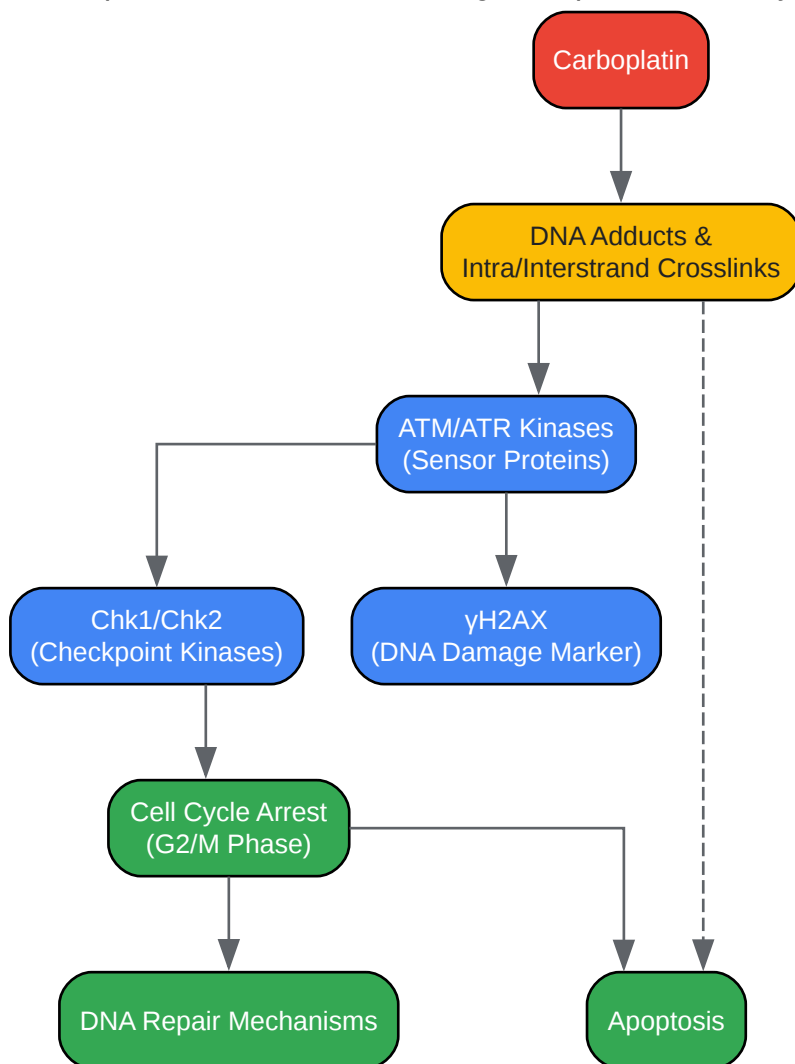 Carboplatin
DNA Adducts &
Intra/Interstrand Crosslinks
ATM/ATR Kinases
(Sensor Proteins)
Chk1/Chk2
(Checkpoint Kinases)
γH2AX
(DNA Damage Marker)
Cell Cycle Arrest
(G2/M Phase)
DNA Repair Mechanisms
Apoptosis